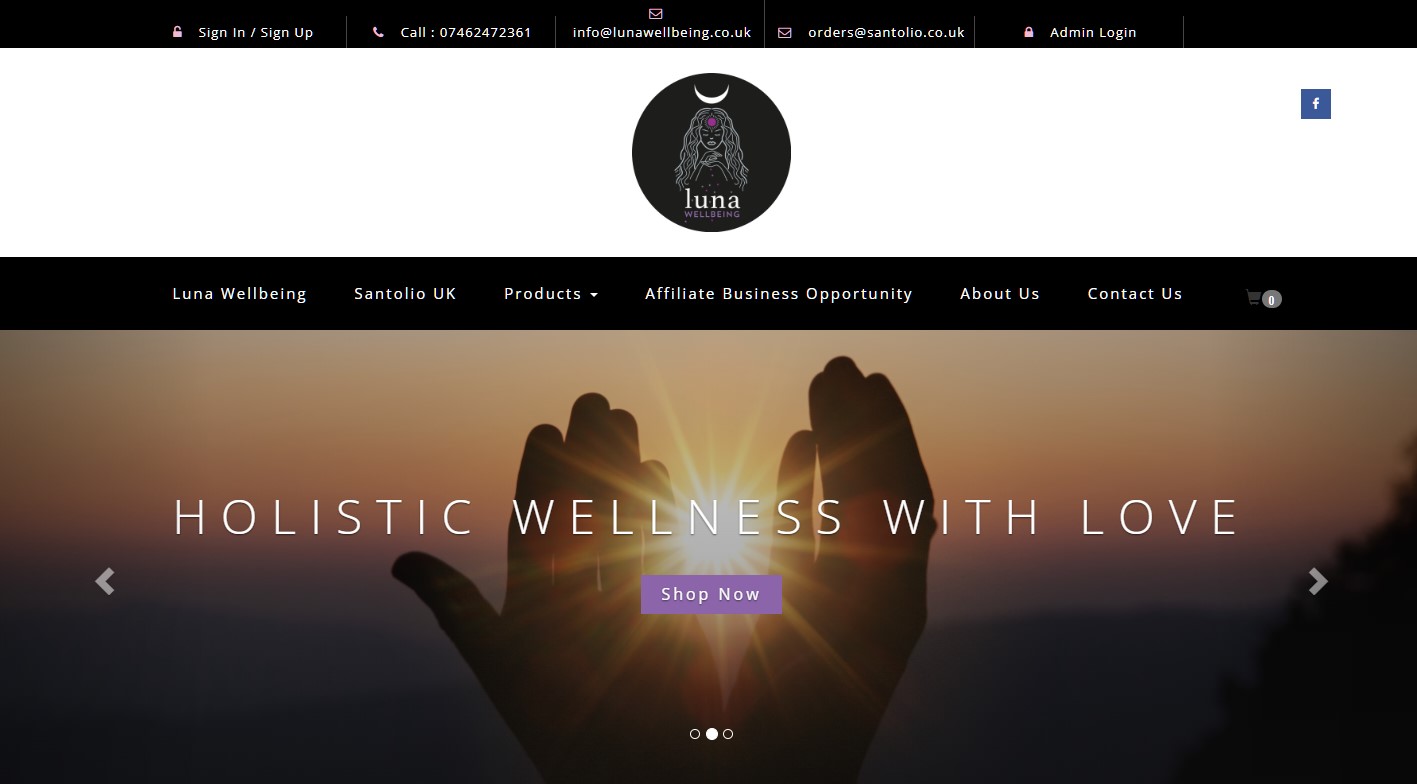 Sign In / Sign Up
Call : 07462472361
info@lunawellbeing.co.uk
orders@santolio.co.uk
Admin Login
luna
WELLBEING
Luna Wellbeing
Santolio UK
Products
Affiliate Business Opportunity
About Us
Contact Us
0
HOLISTIC WELLNESS WITH LOVE
Shop Now